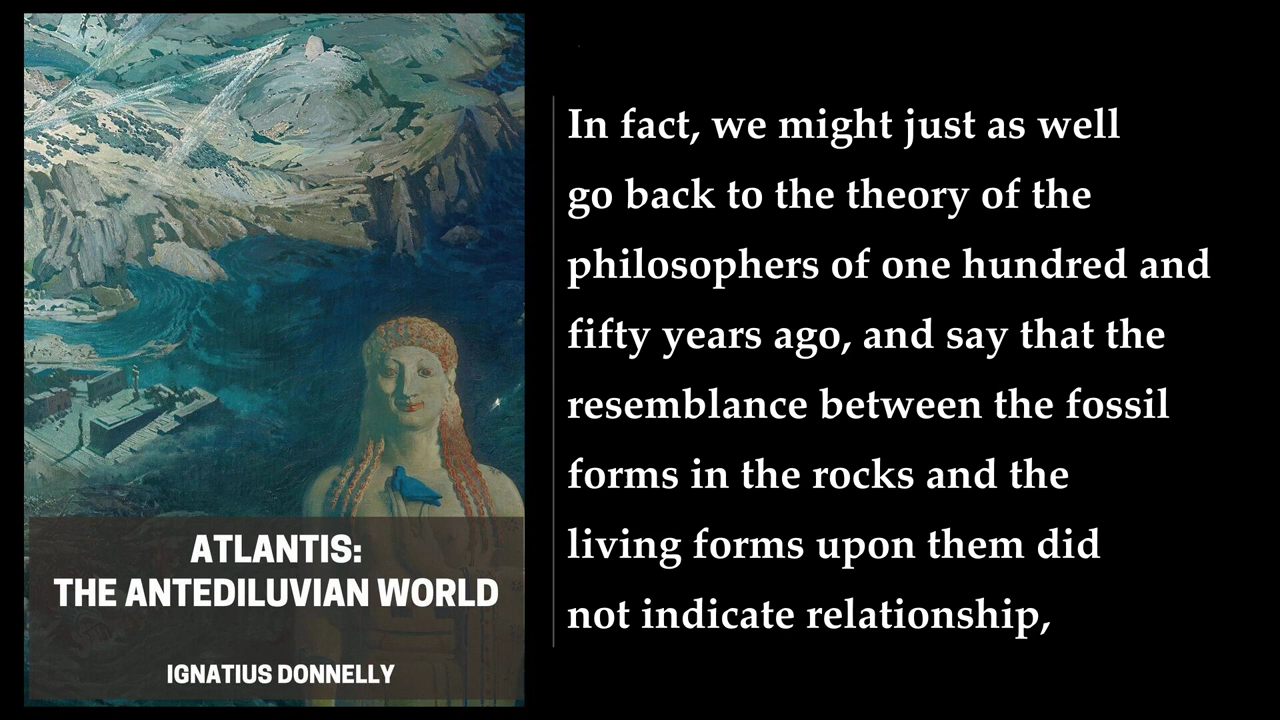 ATLANTIS:
THE ANTEDILUVIAN WORLD
IGNATIUS DONNELLY
In fact, we might just as well
go back to the theory of the
philosophers of one hundred and
fifty years ago, and say that the
resemblance between the fossil
forms in the rocks and the
living forms upon them did
not indicate relationship,